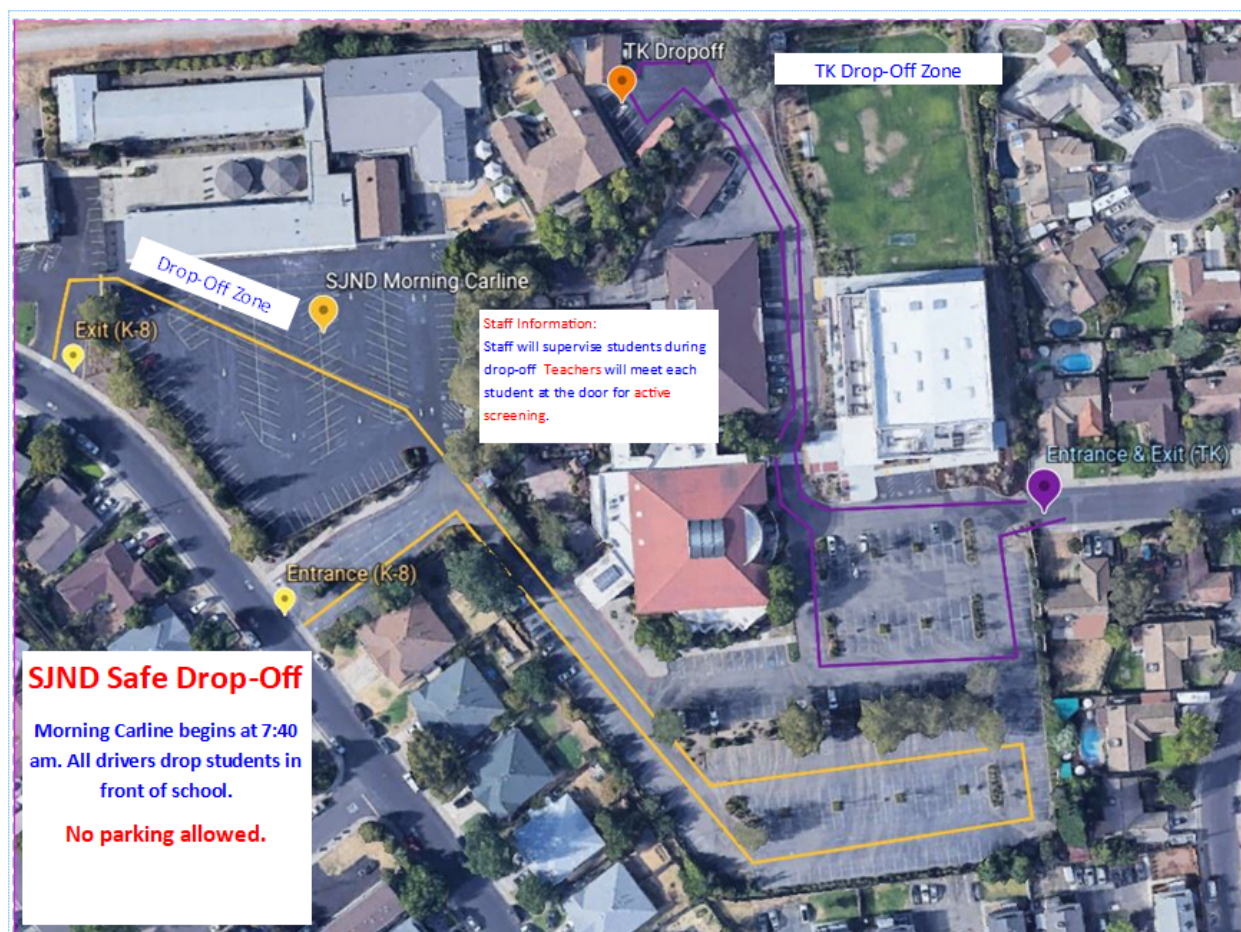 TK Dropoff
TK Drop-Off Zone
Drop-Off Zone
SJND Morning Carline
Exit (K-8)
Staff Information:
Staff will supervise students during
drop-off Teachers will meet each
student at the door for active
screening.
Entrance & Exit (TK)
Entrance (K-8)
SJND Safe Drop-Off
Morning Carline begins at 7:40
am. All drivers drop students in
front of school.
No parking allowed.